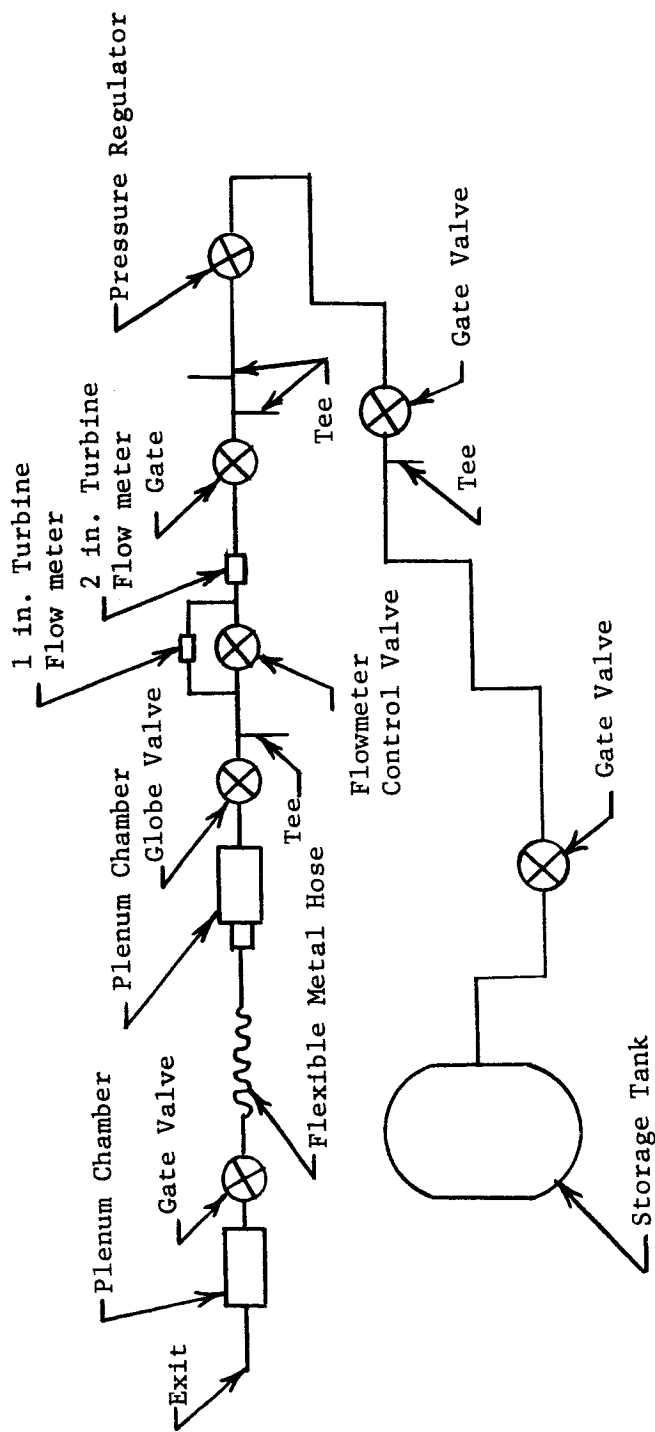 Exit
Plenum Chamber
Gate Valve
Flexible Metal Hose
Plenum Chamber
Globe Valve
Tee
1 in. Turbine
Flow meter
2 in. Turbine
Flow meter
Flowmeter
Control Valve
Gate
Tee
Pressure Regulator
Storage Tank
Gate Valve
Tee
Gate Valve